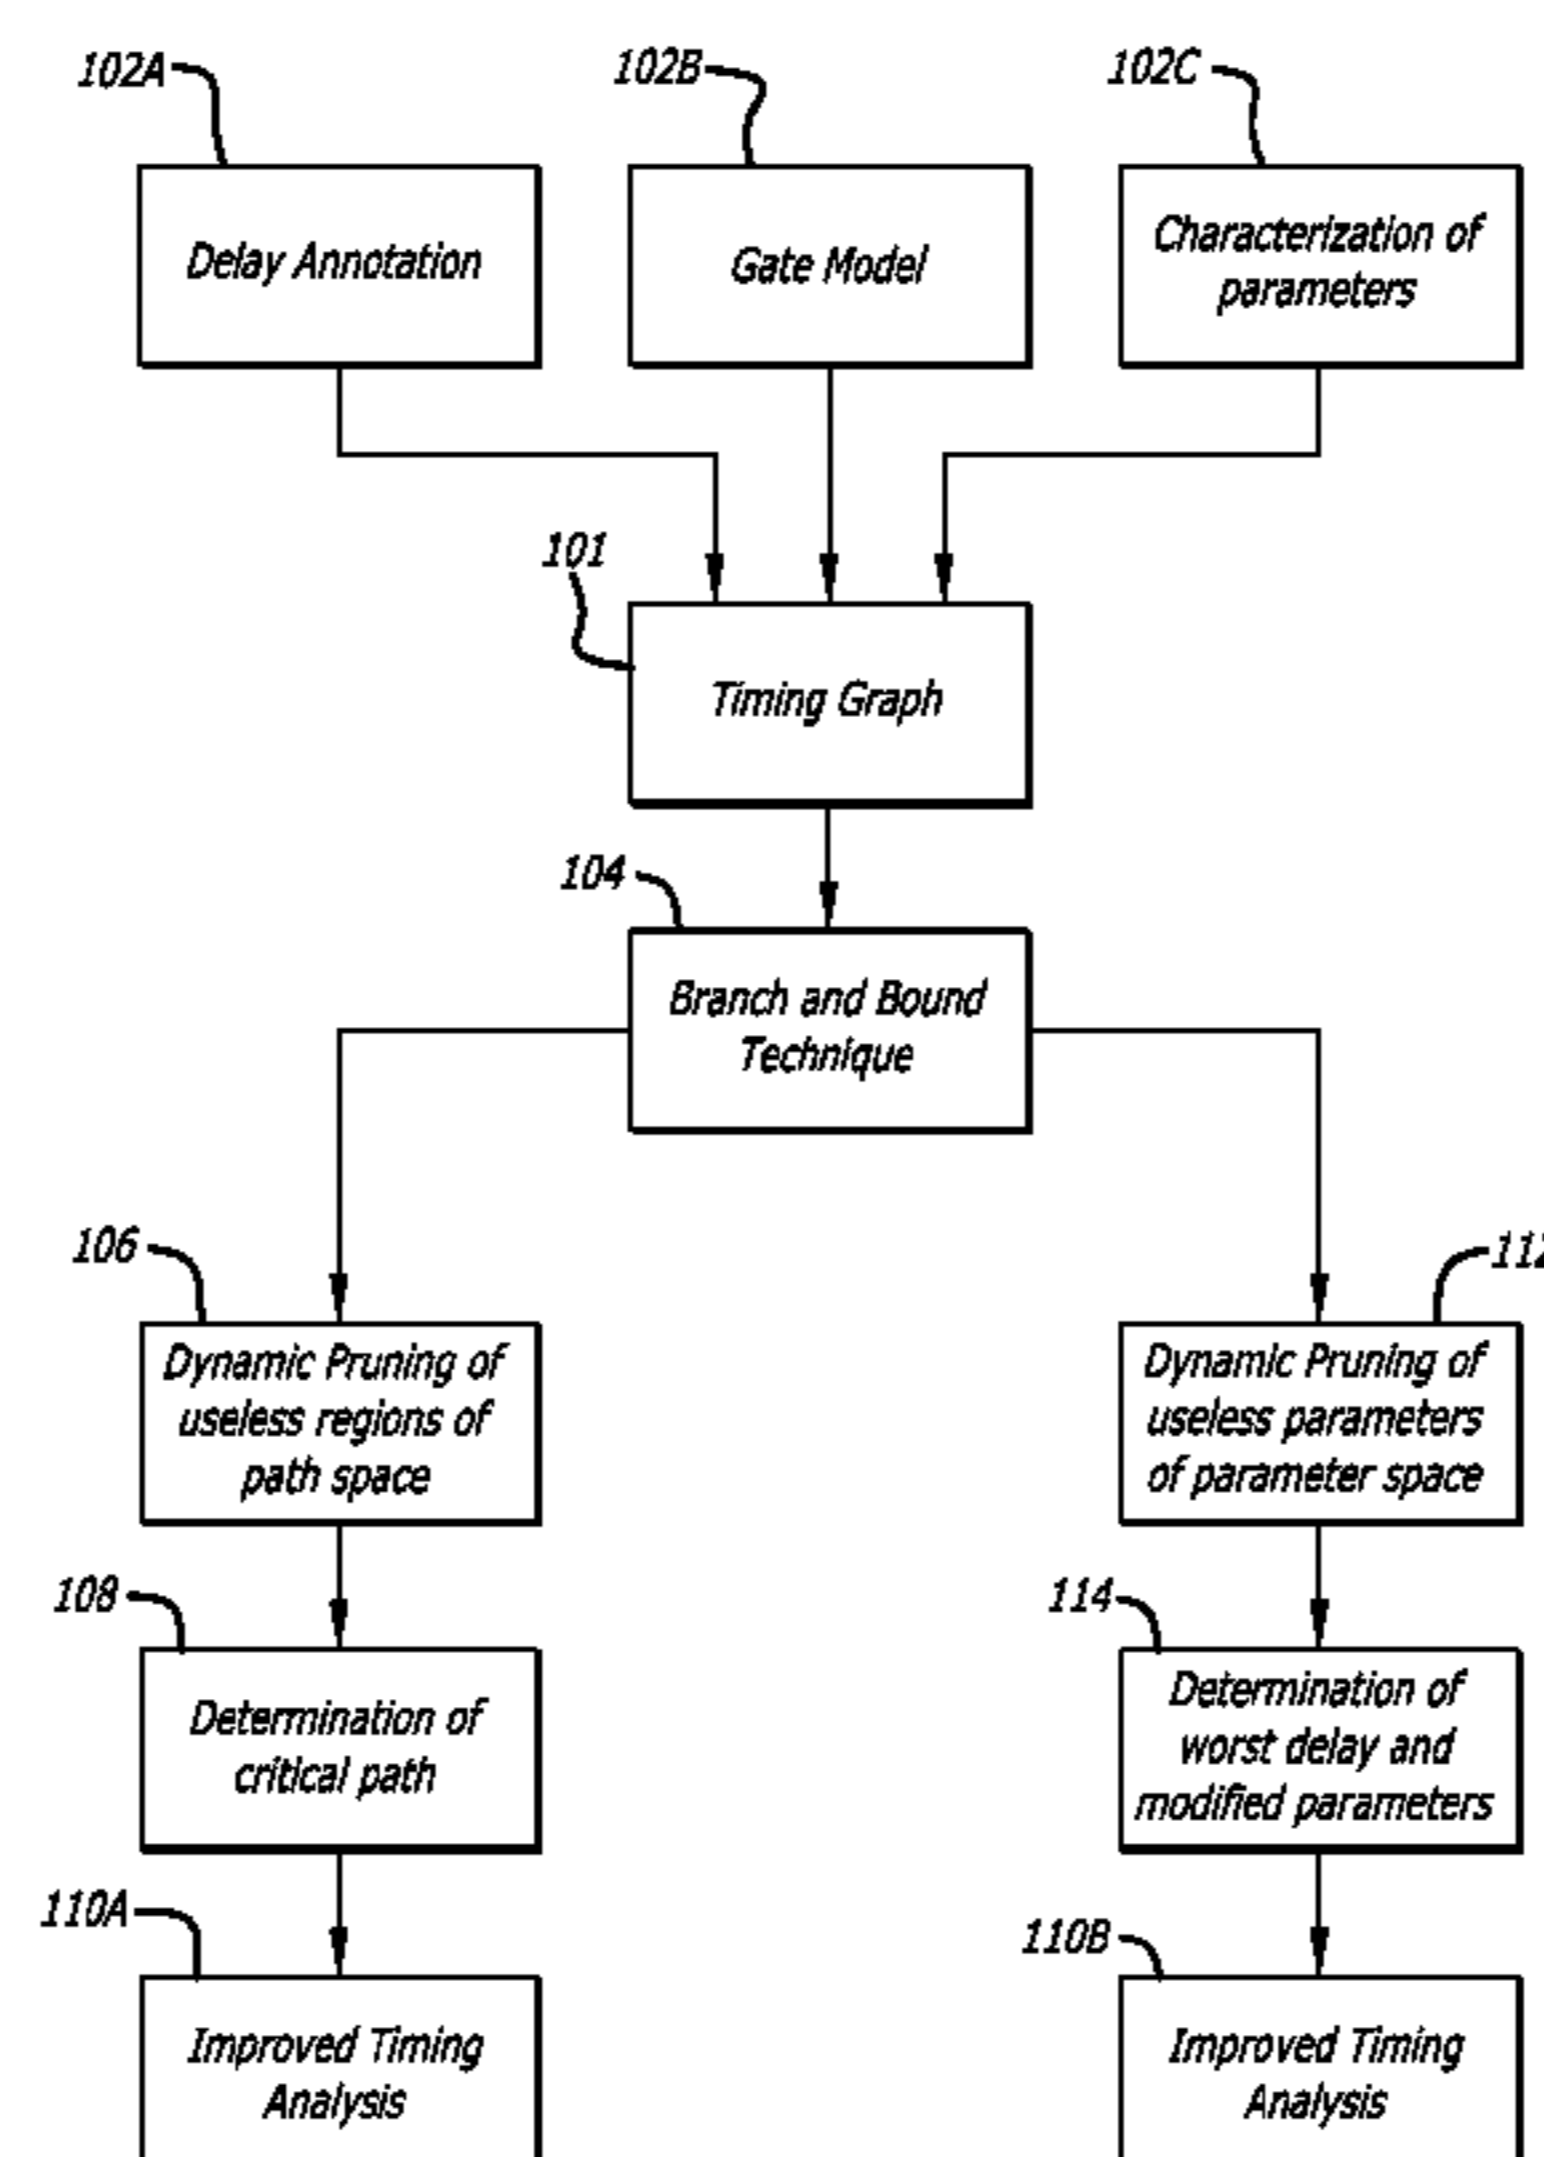 102A
102B
102C
Delay Annotation
Gate Model
Characterization of
parameters
101
Timing Graph
104
Branch and Bound
Technique
106
112
Dynamic Pruning of
useless regions of
path space
Dynamic Pruning of
useless parameters
of parameter space
108
114
Determination of
critical path
Determination of
worst delay and
modified parameters
110A
110B
Improved Timing
Analysis
Improved Timing
Analysis